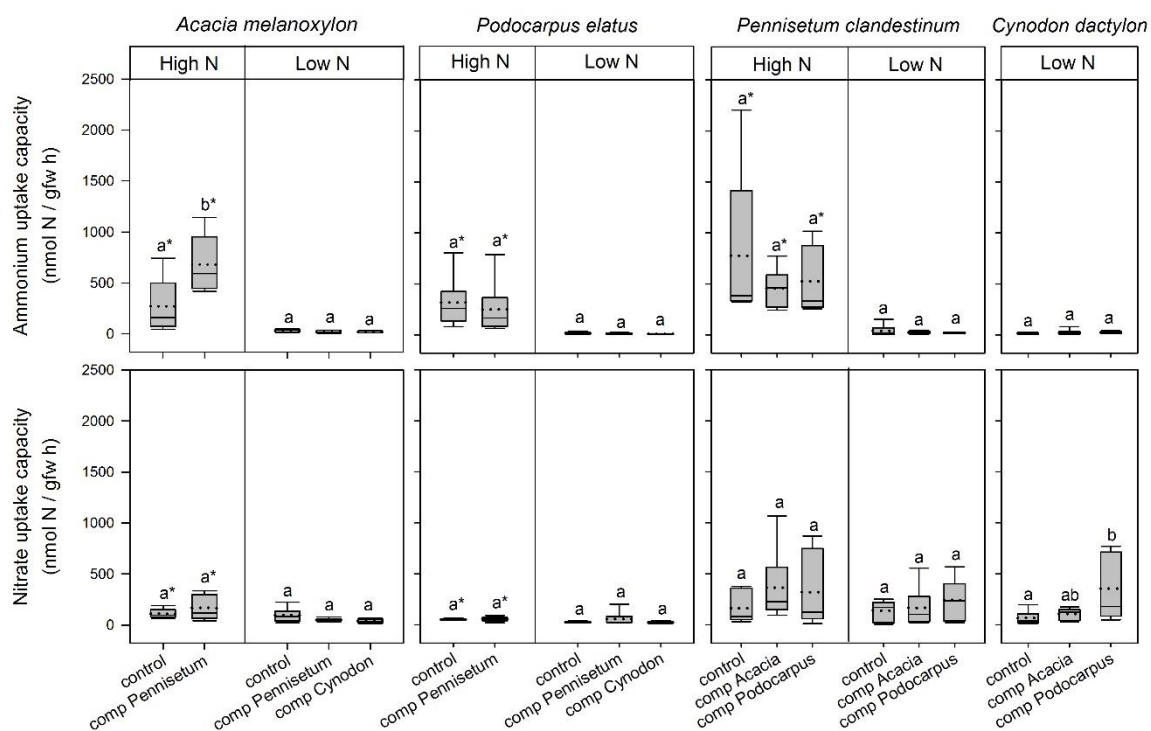 Acacia melanoxylon Podocarpus elatus Pennisetum clandestinum Cynodon dactylon
High N Low N High N Low N High N Low N Low N
Ammonium uptake capacity
(nmol N / gfw h)
2500
2000
1500
1000
500
0
a* b* a a a
a* a* a a a
a* a* a* a a a
a a a
Nitrate uptake capacity
(nmol N / gfw h)
2500
2000
1500
1000
500
0
a* a* a a a
a* a* a a a
a a a a a a
a ab b
control
comp Pennisetum
control
comp Pennisetum
comp Cynodon
control
comp Pennisetum
control
comp Pennisetum
comp Cynodon
control
comp Acacia
comp Podocarpus
control
comp Acacia
comp Podocarpus
control
comp Acacia
comp Podocarpus